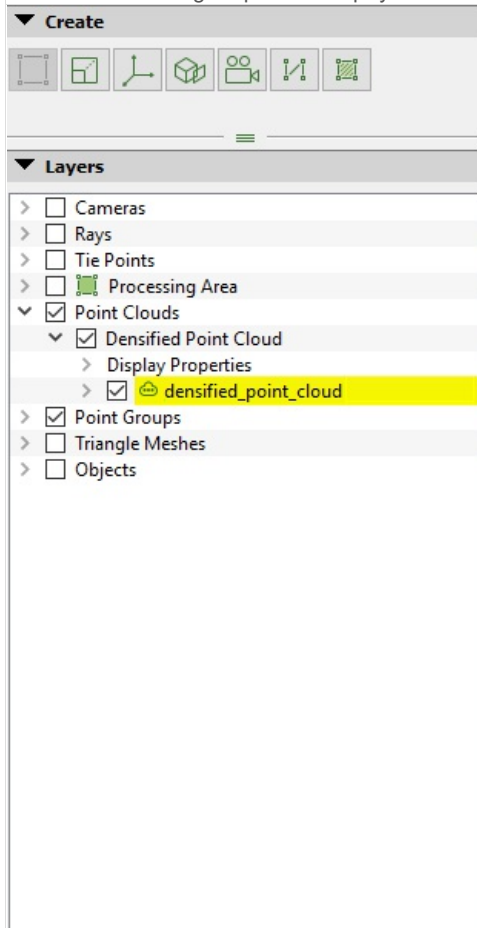 Create
Layers
Cameras
Rays
Tie Points
Processing Area
Point Clouds
Densified Point Cloud
Display Properties
densified_point_cloud
Point Groups
Triangle Meshes
Objects